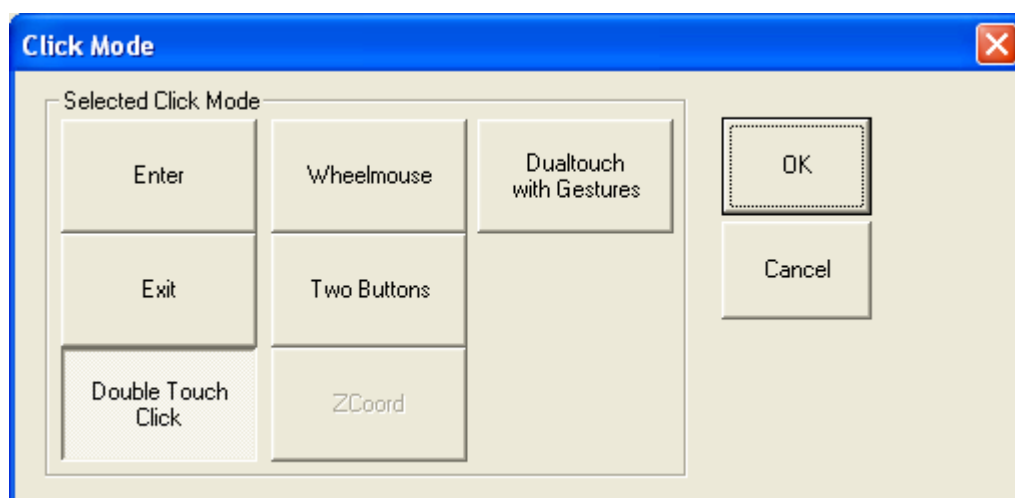 Click Mode
Selected Click Mode
Enter
Wheelmouse
Dualtouch
with Gestures
OK
Exit
Two Buttons
Cancel
Double Touch
Click
ZCoord